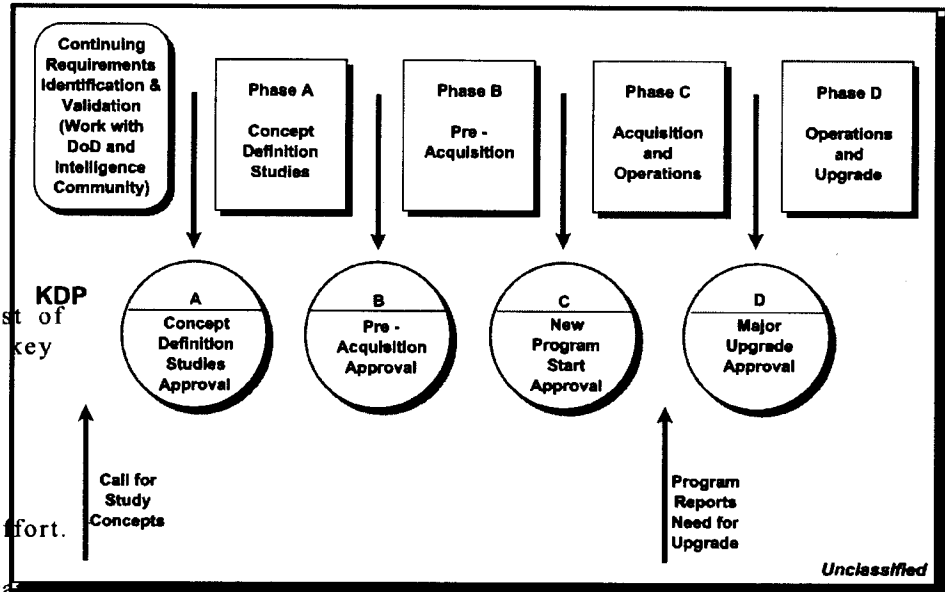 Continuing
Requirements
Identification &
Validation
(Work with
DoD and
Intelligence
Community)
Phase A
Concept
Definition
Studies
Phase B
Pre -
Acquisition
Phase C
Acquisition
and
Operations
Phase D
Operations
and
Upgrade
KDP
st of
key
A
Concept
Definition
Studies
Approval
B
Pre -
Acquisition
Approval
C
New
Program
Start
Approval
D
Major
Upgrade
Approval
Call for
Study
Concepts
ffort.
Program
Reports
Need for
Upgrade
Unclassified